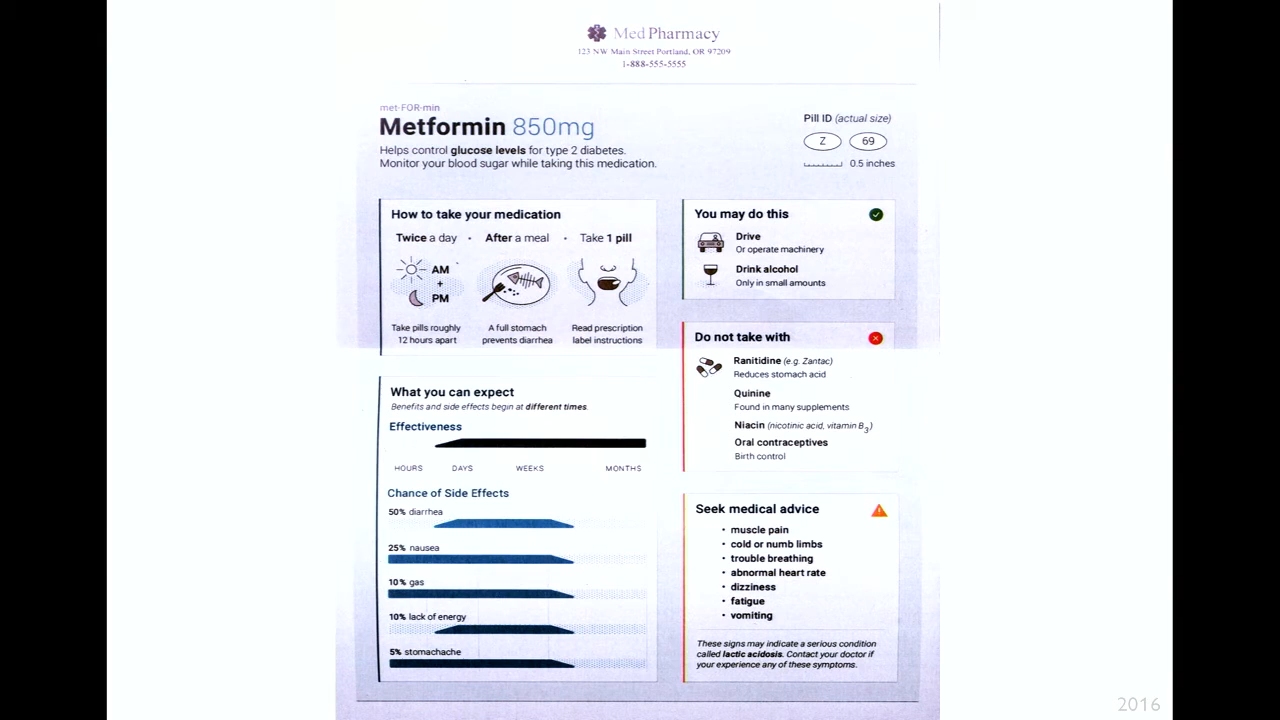 MedPharmacy
123 NW Main Street Portland, OR 97209
1-888-555-5555
met-FOR-min
Metformin 850mg
Helps control glucose levels for type 2 diabetes.
Monitor your blood sugar while taking this medication.
Pill ID (actual size)
Z 69
0.5 inches
How to take your medication
Twice a day • After a meal • Take 1 pill
AM
+
PM
Take pills roughly
12 hours apart
A full stomach
prevents diarrhea
Read prescription
label instructions
You may do this
Drive
Or operate machinery
Drink alcohol
Only in small amounts
Do not take with
Ranitidine (e.g. Zantac)
Reduces stomach acid
Quinine
Found in many supplements
Niacin (nicotinic acid, vitamin B3)
Oral contraceptives
Birth control
What you can expect
Benefits and side effects begin at different times.
Effectiveness
HOURS DAYS WEEKS MONTHS
Chance of Side Effects
50% diarrhea
25% nausea
10% gas
10% lack of energy
5% stomachache
Seek medical advice
• muscle pain
• cold or numb limbs
• trouble breathing
• abnormal heart rate
• dizziness
• fatigue
• vomiting
These signs may indicate a serious condition
called lactic acidosis. Contact your doctor if
your experience any of these symptoms.
2016